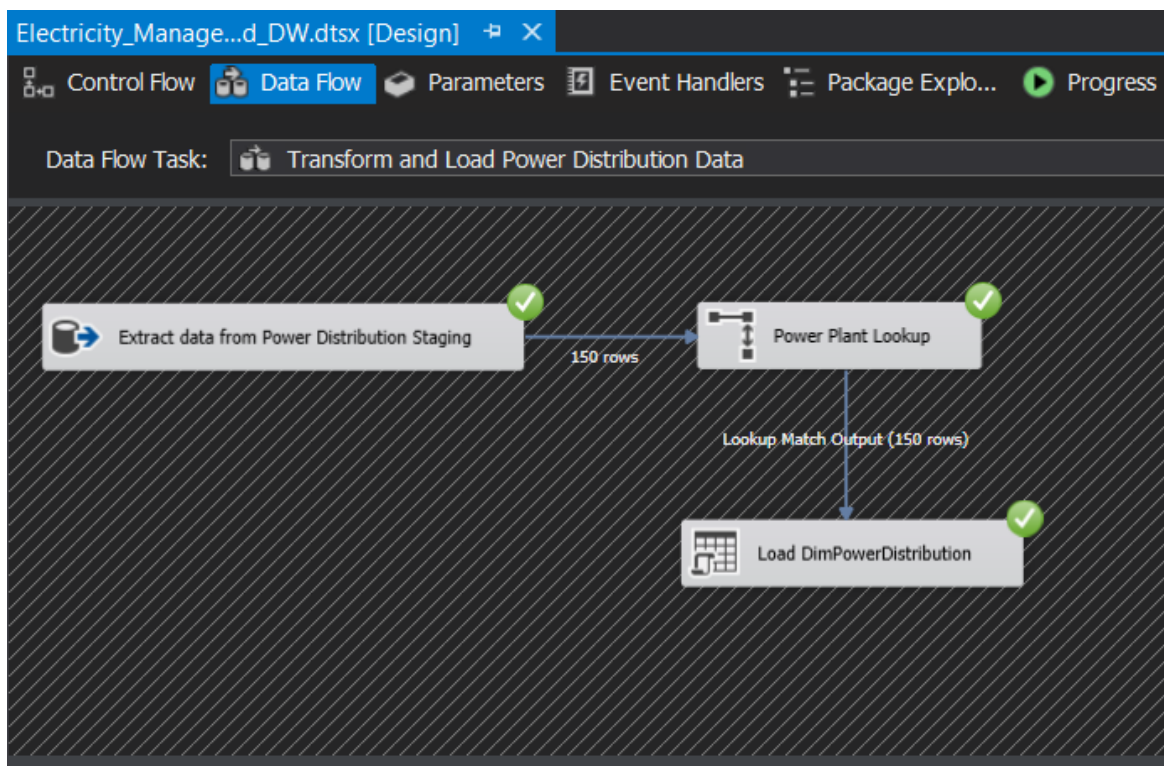 Electricity_Manage...d_DW.dtsx [Design]
Control Flow Data Flow Parameters Event Handlers Package Explo... Progress
Data Flow Task: Transform and Load Power Distribution Data
Extract data from Power Distribution Staging
150 rows
Power Plant Lookup
Lookup Match Output (150 rows)
Load DimPowerDistribution